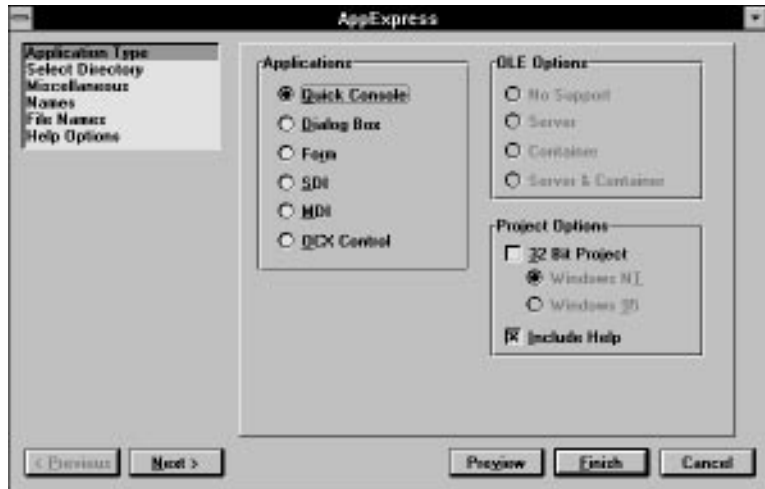 AppExpress
Application Type
Select Directory
Miscellaneous
Names
File Names
Help Options
Applications
Quick Console
Dialog Box
Form
SDI
MDI
OCX Control
OLE Options
No Support
Server
Container
Server & Container
Project Options
32 Bit Project
Windows NT
Windows 95
Include Help
< Previous
Next >
Preview
Finish
Cancel